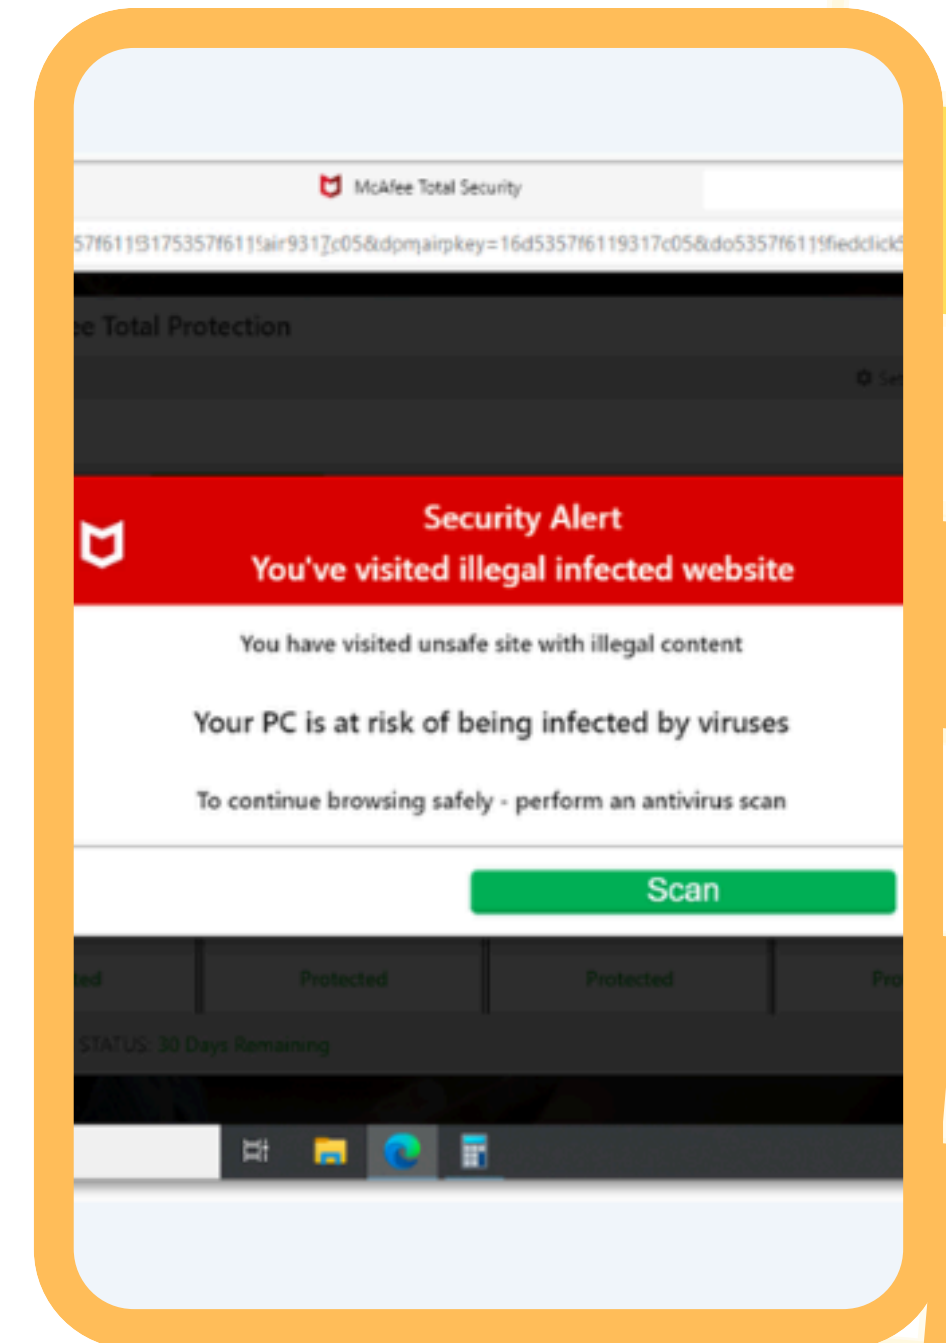 McAfee Total Security
ee Total Protection
Security Alert
You've visited illegal infected website
You have visited unsafe site with illegal content
Your PC is at risk of being infected by viruses
To continue browsing safely - perform an antivirus scan
Scan
Protected Protected
STATUS: 30 Days Remaining